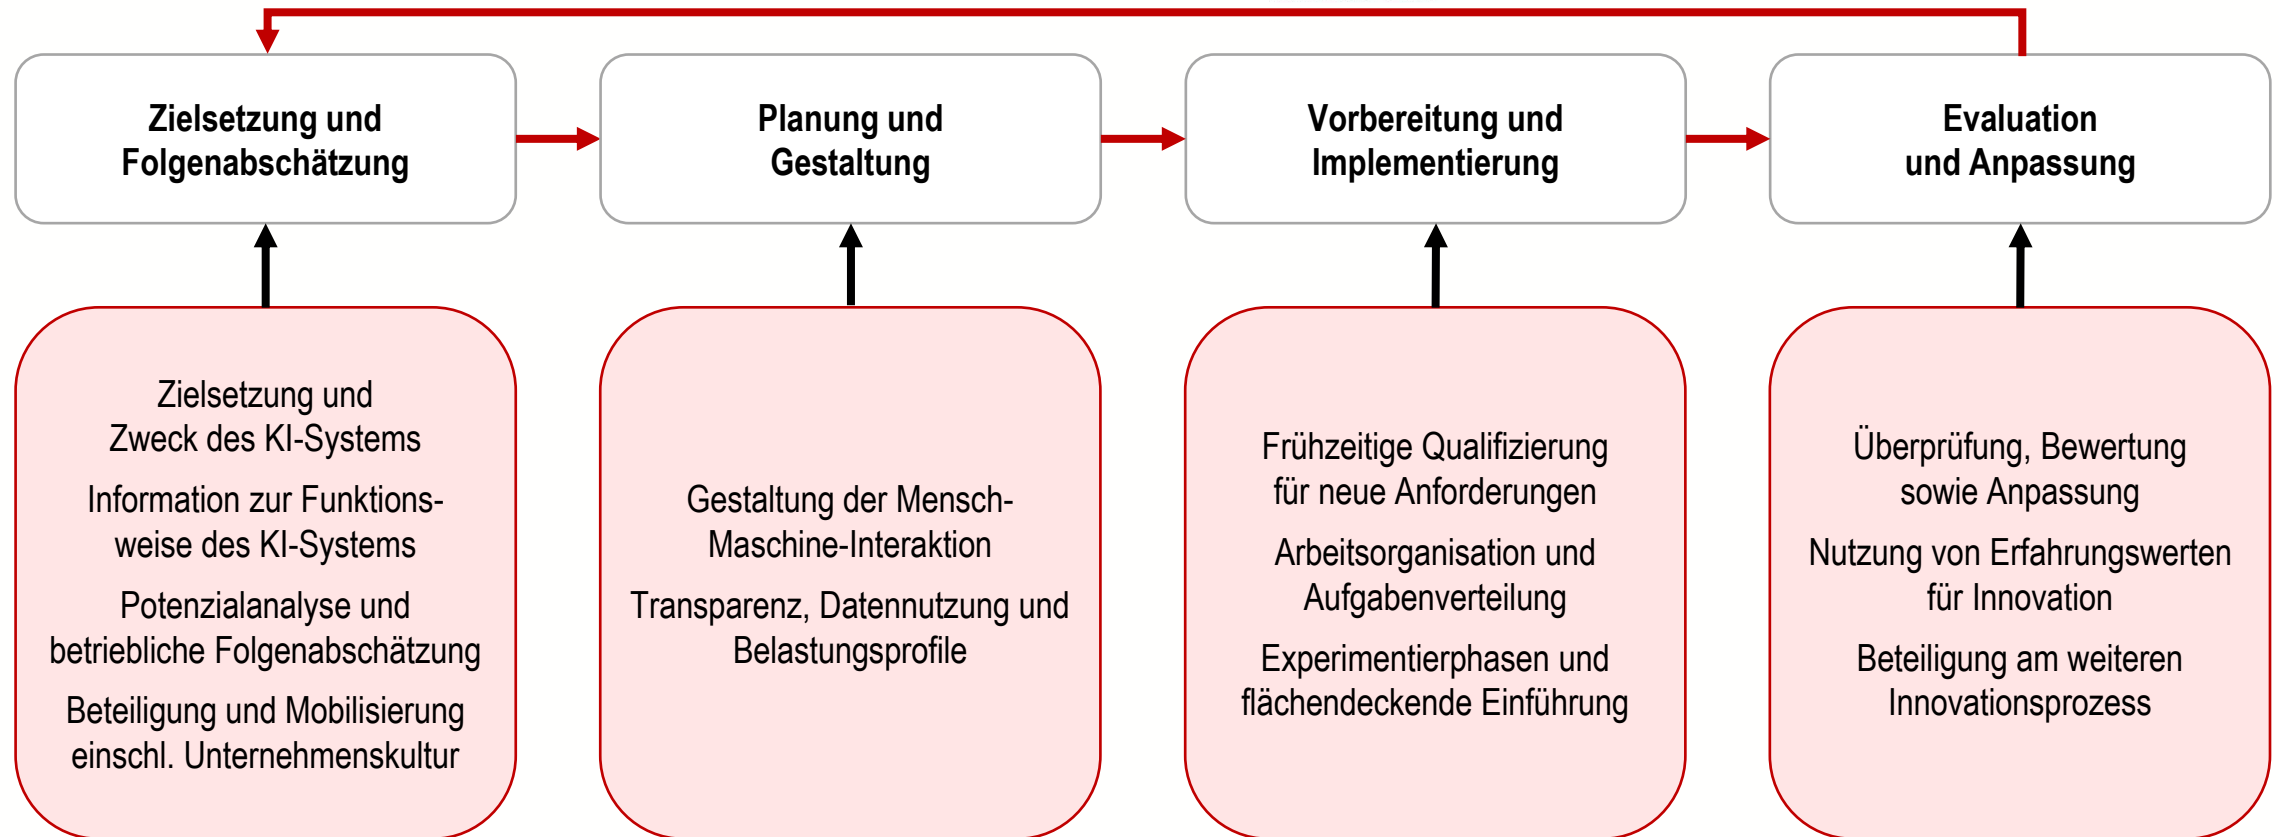 Zielsetzung und
Folgenabschätzung
Planung und
Gestaltung
Vorbereitung und
Implementierung
Evaluation
und Anpassung
Zielsetzung und
Zweck des KI-Systems
Information zur Funktions-
weise des KI-Systems
Potenzialanalyse und
betriebliche Folgenabschätzung
Beteiligung und Mobilisierung
einschl. Unternehmenskultur
Gestaltung der Mensch-
Maschine-Interaktion
Transparenz, Datennutzung und
Belastungsprofile
Frühzeitige Qualifizierung
für neue Anforderungen
Arbeitsorganisation und
Aufgabenverteilung
Experimentierphasen und
flächendeckende Einführung
Überprüfung, Bewertung
sowie Anpassung
Nutzung von Erfahrungswerten
für Innovation
Beteiligung am weiteren
Innovationsprozess